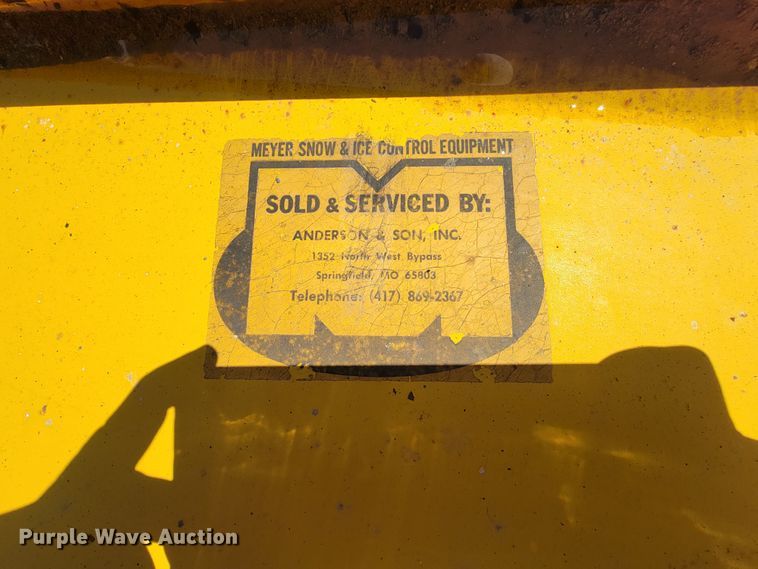 MEYER SNOW & ICE CONTROL EQUIPMENT
SOLD & SERVICED BY:
ANDERSON & SON, INC.
1352 North West Bypass
Springfield, MO 65803
Telephone: (417) 869-2367
Purple Wave Auction